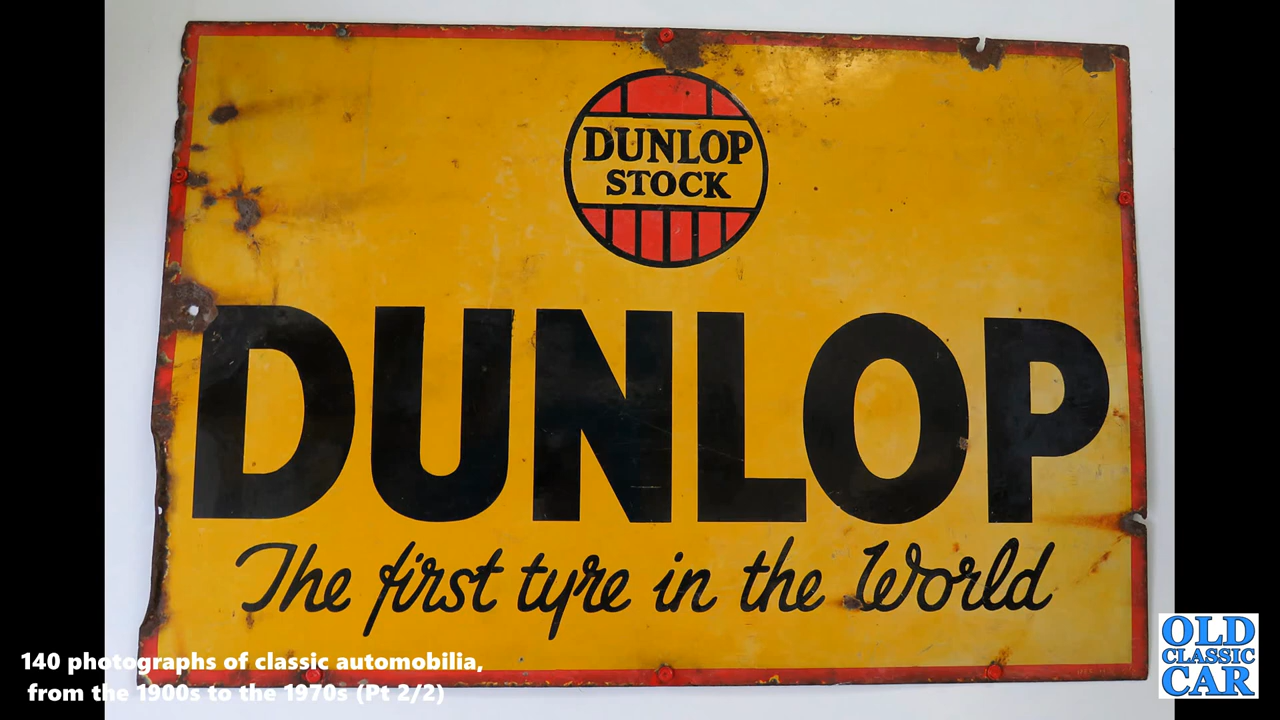 DUNLOP
STOCK
DUNLOP
The first tyre in the World
140 photographs of classic automobilia,
from the 1900s to the 1970s (Pt 2/2)
OLD
CLASSIC
CAR